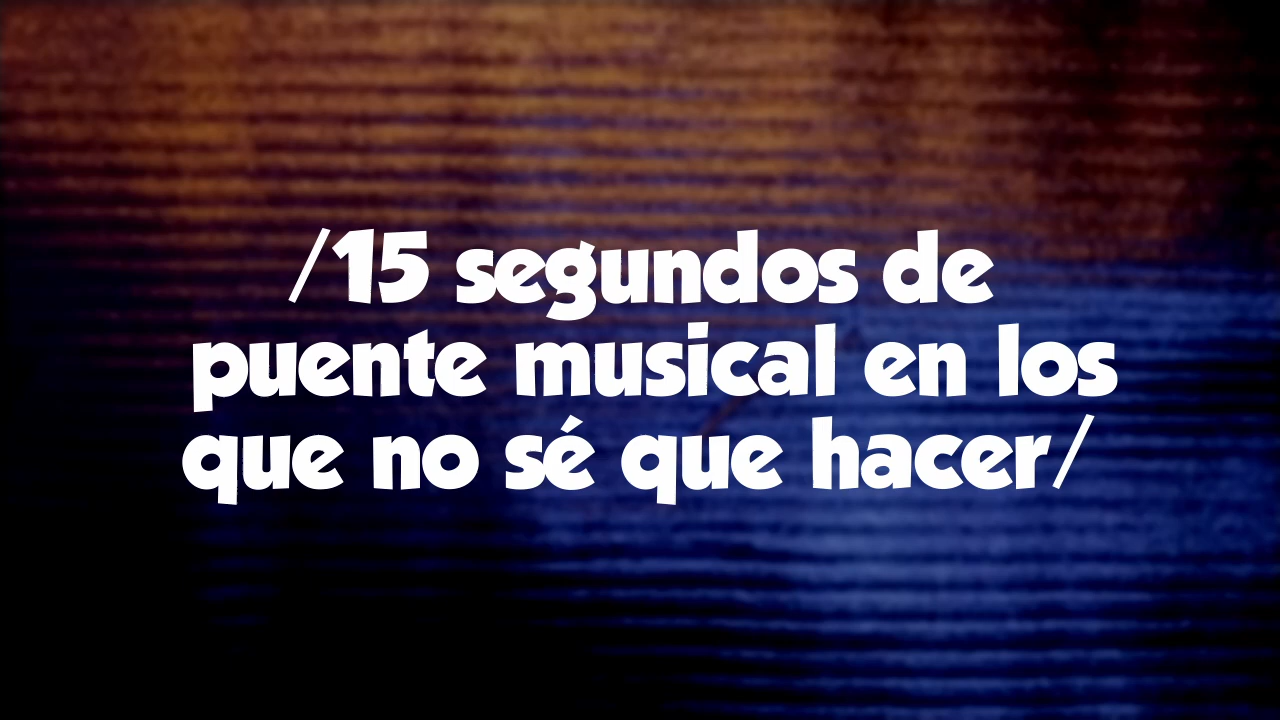 /15 segundos de
puente musical en los
que no sé que hacer/